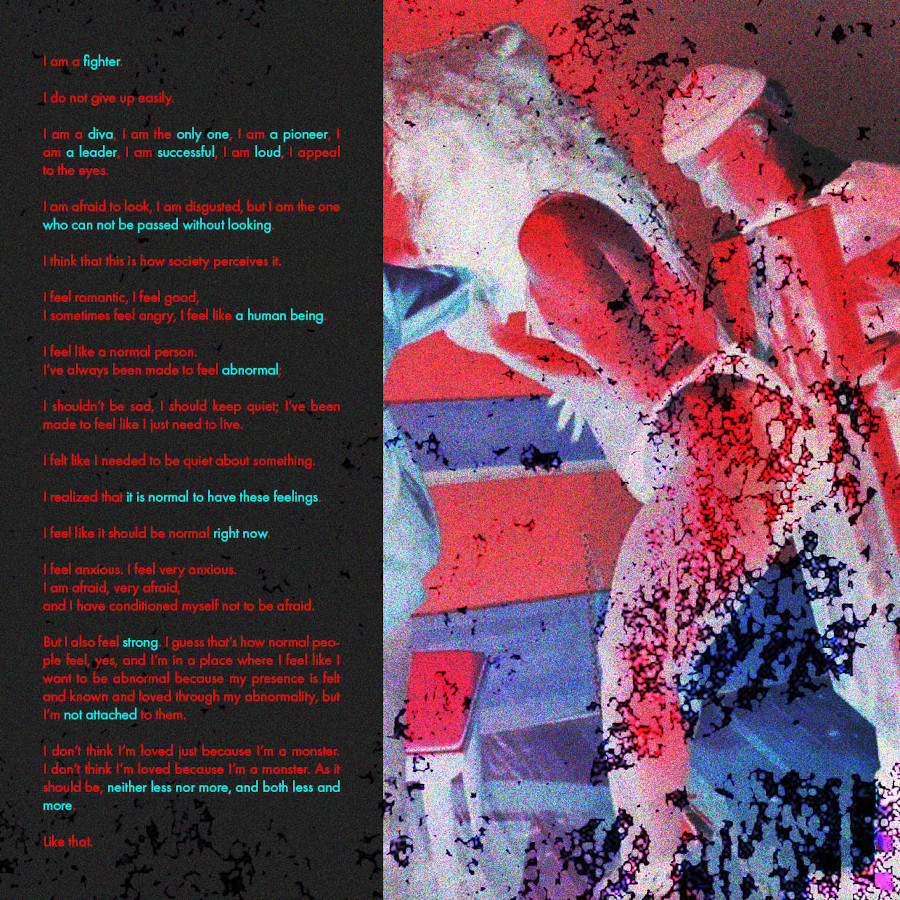 I am a fighter.
I do not give up easily.
I am a diva, I am the only one, I am a pioneer, I
am a leader, I am successful, I am loud, I appeal
to the eyes.
I am afraid to look, I am disgusted, but I am the one
who can not be passed without looking.
I think that this is how society perceives it.
I feel romantic, I feel good,
I sometimes feel angry, I feel like a human being.
I feel like a normal person.
I've always been made to feel abnormal;
I shouldn't be sad, I should keep quiet; I've been
made to feel like I just need to live.
I felt like I needed to be quiet about something.
I realized that it is normal to have these feelings.
I feel like it should be normal right now.
I feel anxious. I feel very anxious.
I am afraid, very afraid,
and I have conditioned myself not to be afraid.
But I also feel strong. I guess that's how normal peo-
ple feel, yes, and I'm in a place where I feel like I
want to be abnormal because my presence is felt
and known and loved through my abnormality, but
I'm not attached to them.
I don't think I'm loved just because I'm a monster.
I don't think I'm loved because I'm a monster. As it
should be, neither less nor more, and both less and
more.
Like that.